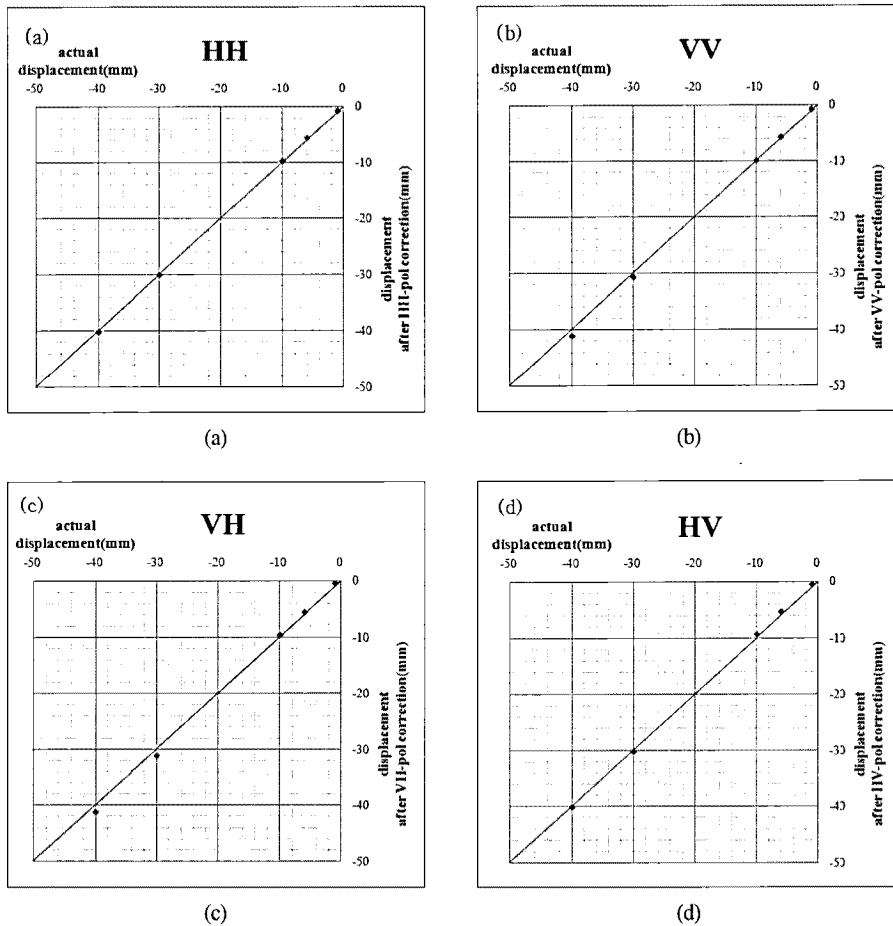 (a)
HH
actual
displacement(mm)
-50 -40 -30 -20 -10 0
0
-10
-20
-30
-40
-50
displacement
after HH-pol correction(mm)
(a)
(b)
VV
actual
displacement(mm)
-50 -40 -30 -20 -10 0
0
-10
-20
-30
-40
-50
displacement
after VV-pol correction(mm)
(b)
(c)
VH
actual
displacement(mm)
-50 -40 -30 -20 -10 0
0
-10
-20
-30
-40
-50
displacement
after VH-pol correction(mm)
(c)
(d)
HV
actual
displacement(mm)
-50 -40 -30 -20 -10 0
0
-10
-20
-30
-40
-50
displacement
after HV-pol correction(mm)
(d)